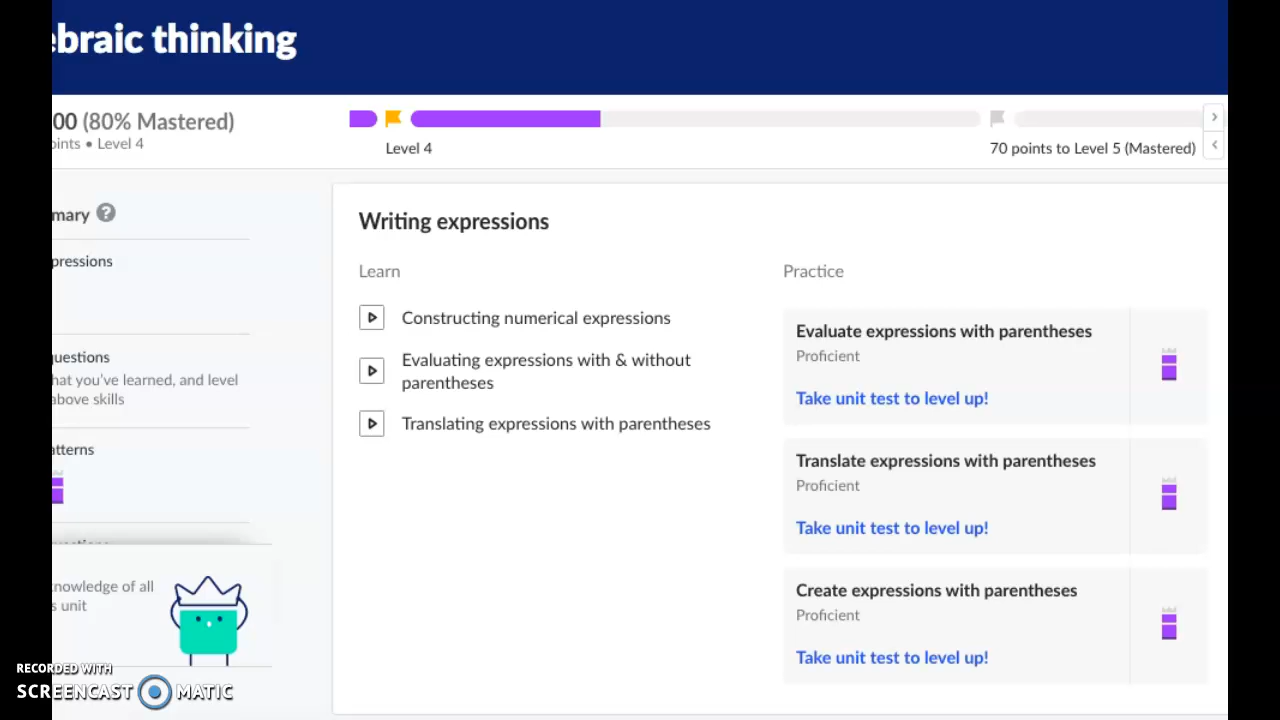 ebraic thinking
00 (80% Mastered)
oints • Level 4
Level 4
70 points to Level 5 (Mastered)
mary ?
pressions
uestions
hat you've learned, and level
above skills
atterns
nowledge of all
s unit
Writing expressions
Learn
Constructing numerical expressions
Evaluating expressions with & without
parentheses
Translating expressions with parentheses
Practice
Evaluate expressions with parentheses
Proficient
Take unit test to level up!
Translate expressions with parentheses
Proficient
Take unit test to level up!
Create expressions with parentheses
Proficient
Take unit test to level up!
RECORDED WITH
SCREENCAST MATIC